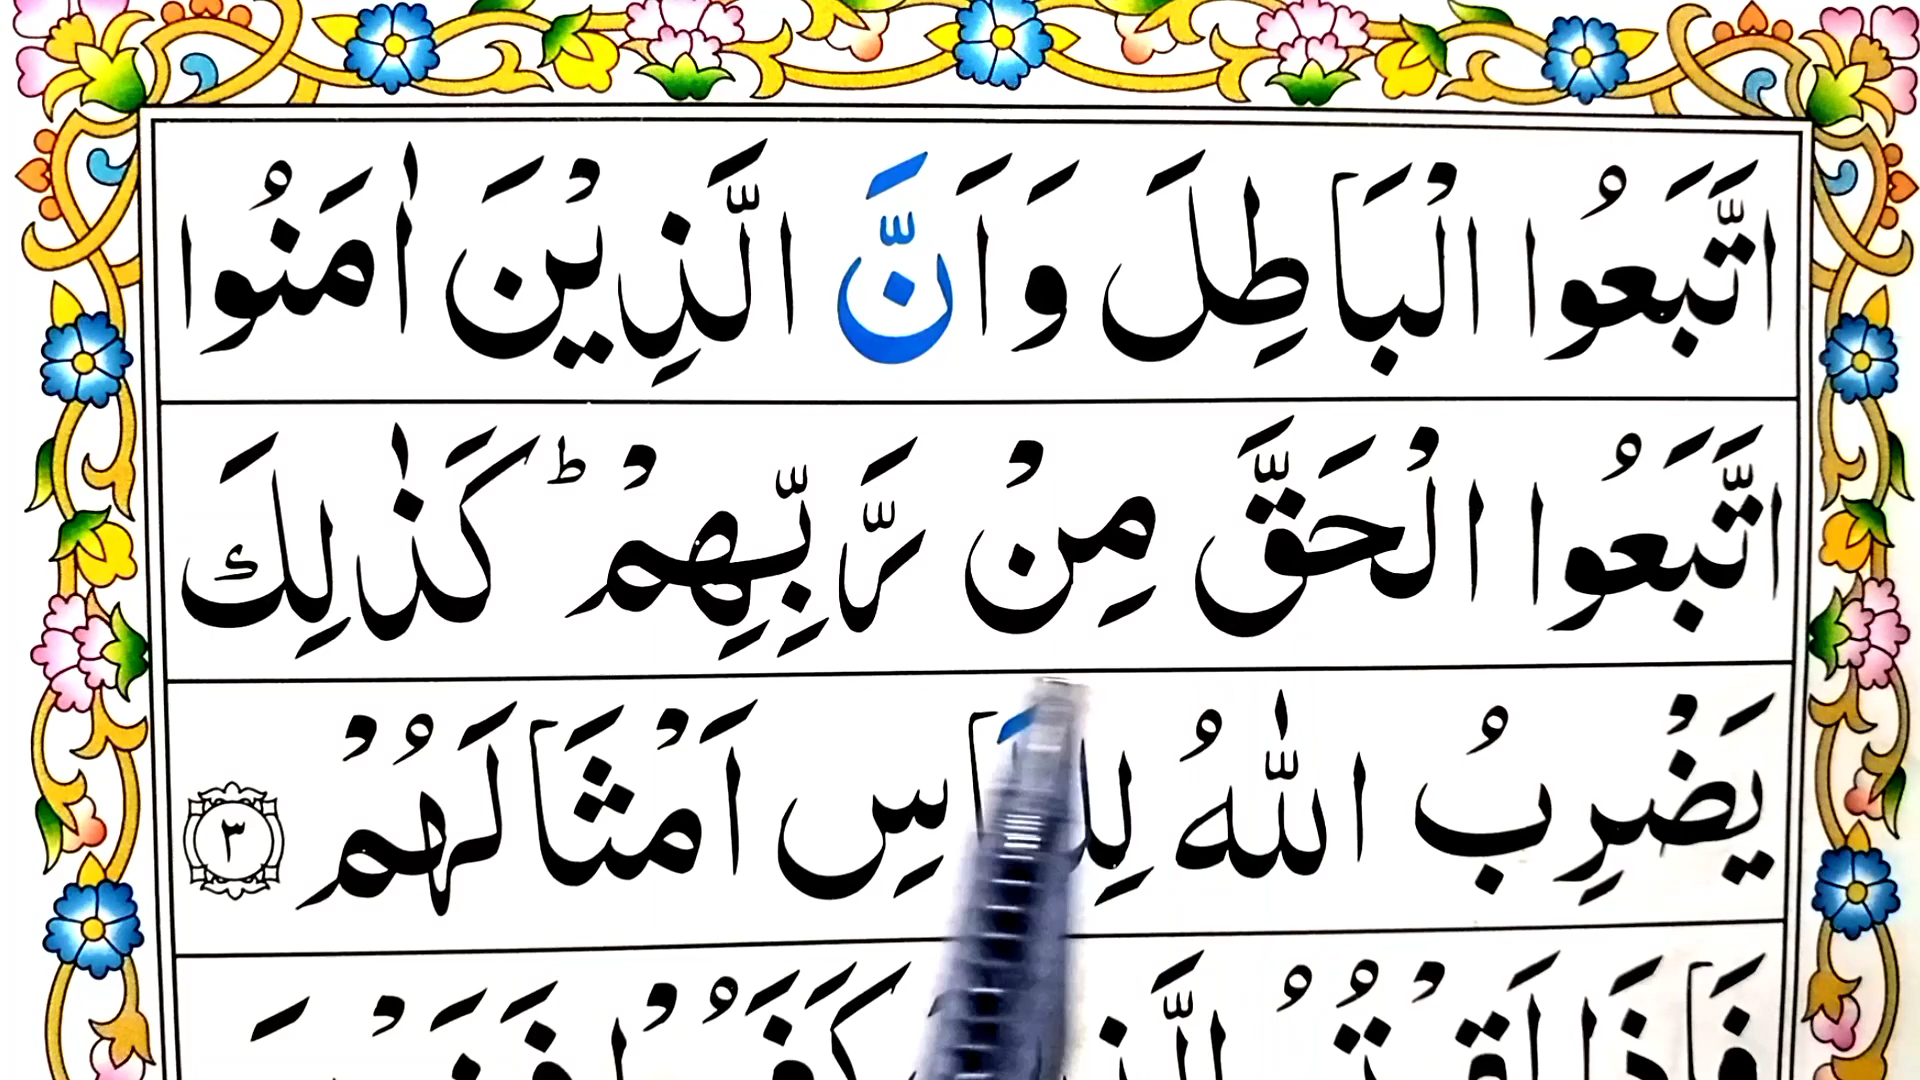 اتَّبَعُوا الْبَاطِلَ وَاَنَّ الَّذِيْنَ اٰمَنُوا
اتَّبَعُوا الْحَقَّ مِنْ رَّبِّهِمْ ؕ كَذٰلِكَ
يَضْرِبُ اللّٰهُ اَمْثَالَهُمْ ۝٣
فَاِذَا لَقِيْتُمُ كَفَرُوْا